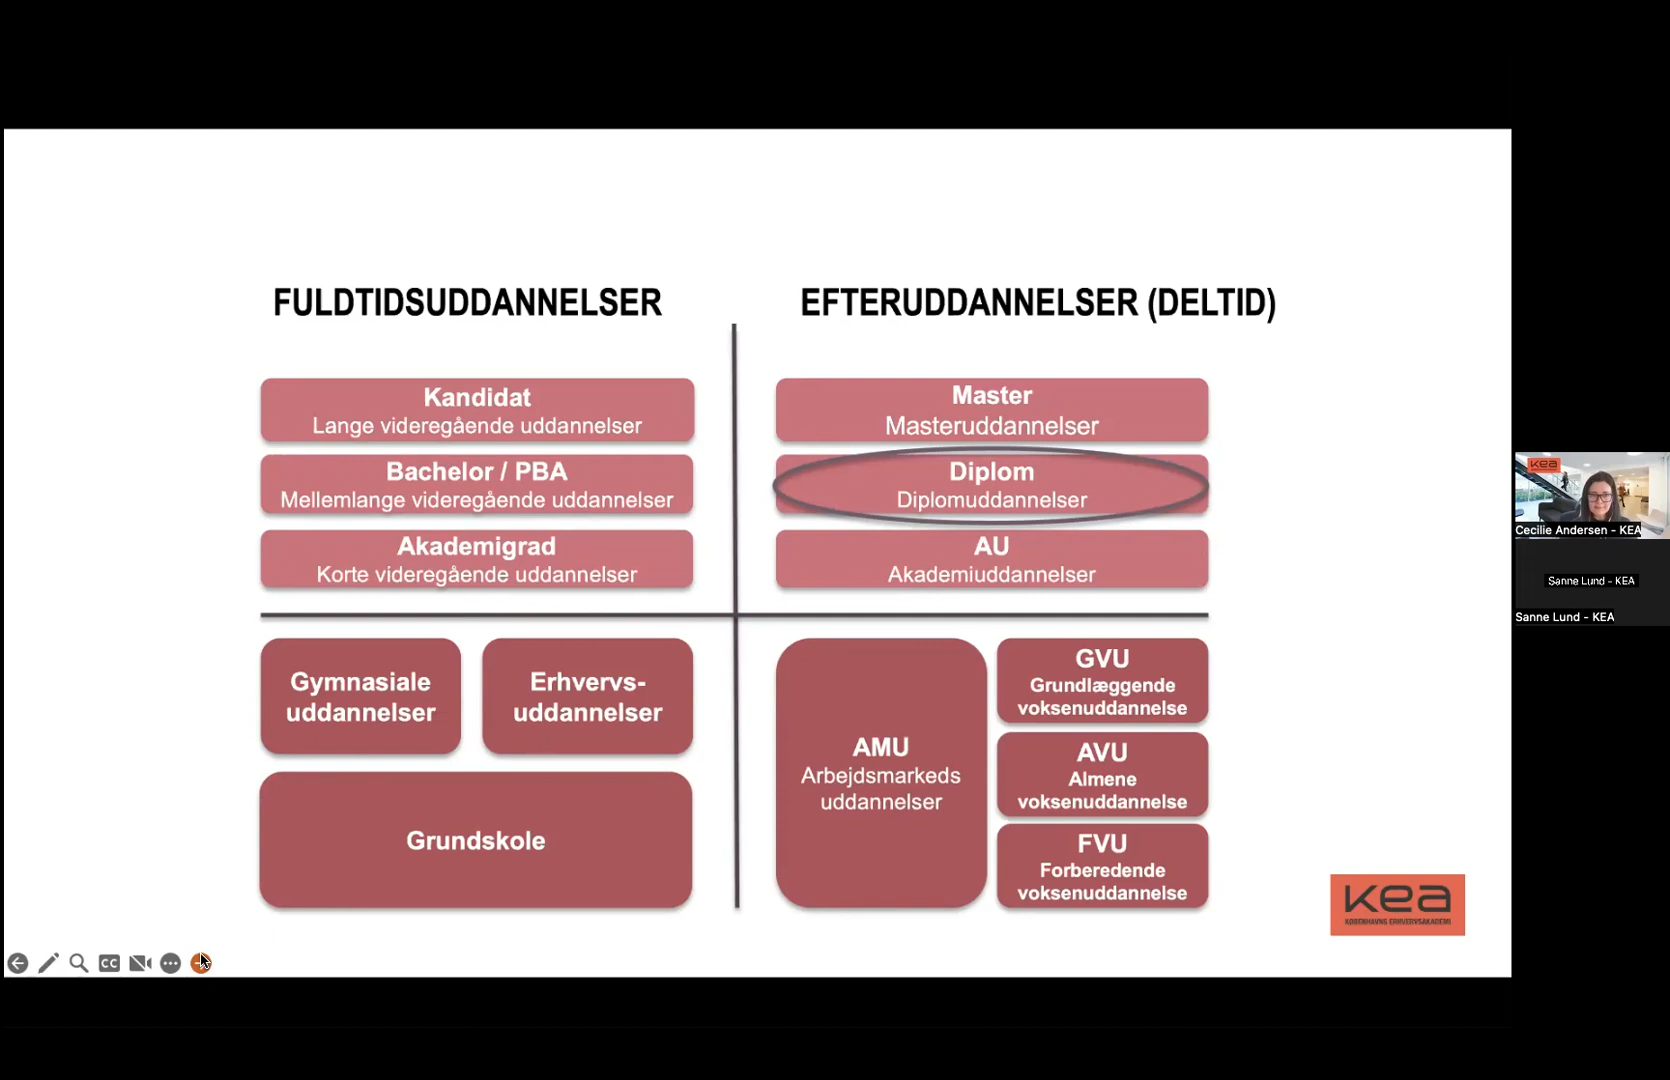 FULDTIDSUDDANNELSER
EFTERUDDANNELSER (DELTID)
Kandidat
Lange videregående uddannelser
Bachelor / PBA
Mellemlange videregående uddannelser
Akademigrad
Korte videregående uddannelser
Master
Masteruddannelser
Diplom
Diplomuddannelser
AU
Akademiuddannelser
Gymnasiale
uddannelser
Erhvervs-
uddannelser
Grundskole
AMU
Arbejdsmarkeds
uddannelser
GVU
Grundlæggende
voksenuddannelse
AVU
Almene
voksenuddannelse
FVU
Forberedende
voksenuddannelse
kea
KØBENHAVNS ERHVERVSAKADEMI
CC
kea
Cecilie Andersen - KEA
Sanne Lund - KEA
Sanne Lund - KEA